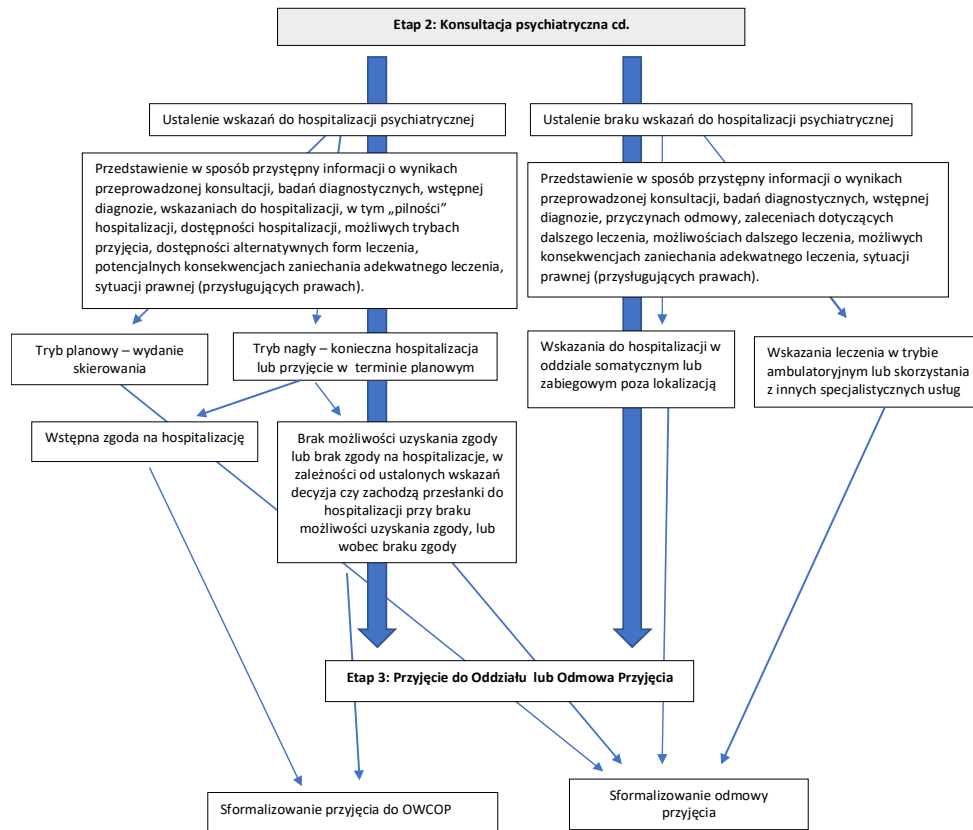 Etap 2: Konsultacja psychiatryczna cd.
Ustalenie wskazań do hospitalizacji psychiatrycznej
Ustalenie braku wskazań do hospitalizacji psychiatrycznej
Przedstawienie w sposób przystępny informacji o wynikach
przeprowadzonej konsultacji, badań diagnostycznych, wstępnej
diagnozie, wskazaniach do hospitalizacji, w tym „pilności”
hospitalizacji, dostępności hospitalizacji, możliwych trybach
przyjęcia, dostępności alternatywnych form leczenia,
potencjalnych konsekwencjach zaniechania adekwatnego leczenia,
sytuacji prawnej (przysługujących prawach).
Przedstawienie w sposób przystępny informacji o wynikach
przeprowadzonej konsultacji, badań diagnostycznych, wstępnej
diagnozie, przyczynach odmowy, zaleceniach dotyczących
dalszego leczenia, możliwościach dalszego leczenia, możliwych
konsekwencjach zaniechania adekwatnego leczenia, sytuacji
prawnej (przysługujących prawach).
Tryb planowy – wydanie
skierowania
Tryb nagły – konieczna hospitalizacja
lub przyjęcie w terminie planowym
Wskazania do hospitalizacji w
oddziale somatycznym lub
zabiegowym poza lokalizacją
Wskazania leczenia w trybie
ambulatoryjnym lub skorzystania
z innych specjalistycznych usług
Wstępna zgoda na hospitalizację
Brak możliwości uzyskania zgody
lub brak zgody na hospitalizacje, w
zależności od ustalonych wskazań
decyzja czy zachodzą przesłanki do
hospitalizacji przy braku
możliwości uzyskania zgody, lub
wobec braku zgody
Etap 3: Przyjęcie do Oddziału lub Odmowa Przyjęcia
Sformalizowanie przyjęcia do OWCOP
Sformalizowanie odmowy
przyjęcia